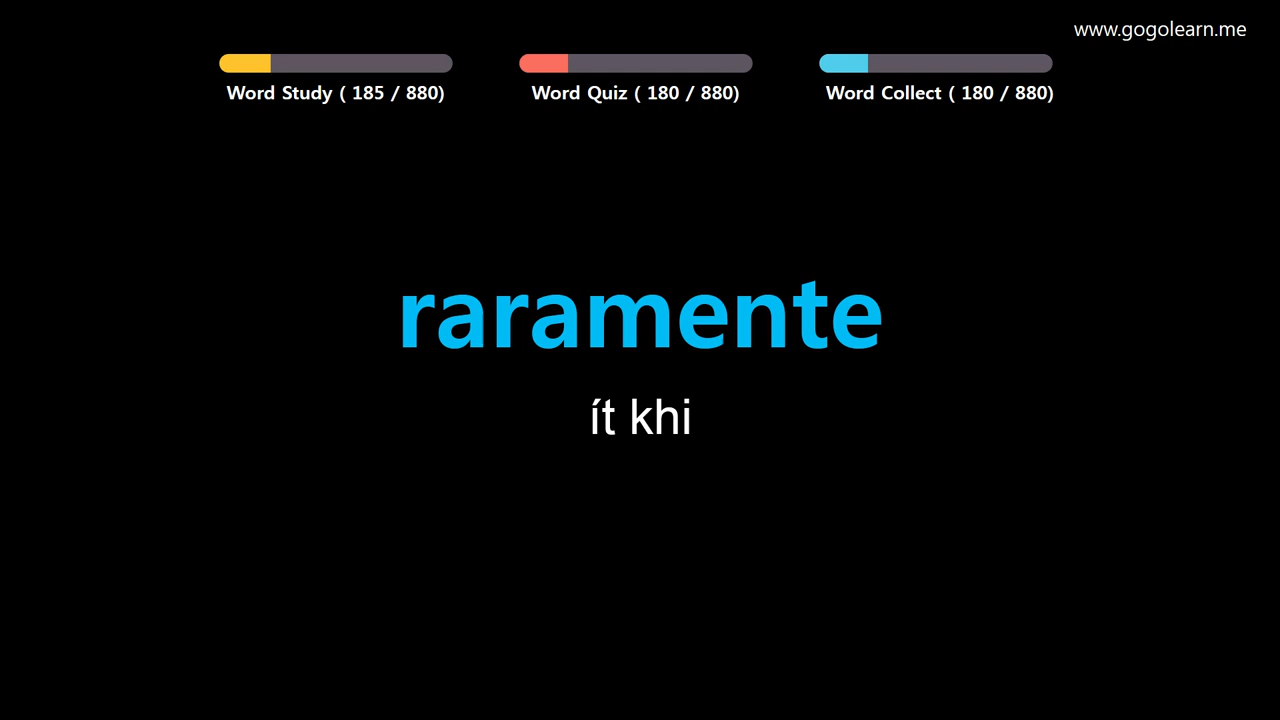 www.gogolearn.me
Word Study ( 185 / 880)
Word Quiz ( 180 / 880)
Word Collect ( 180 / 880)
raramente
ít khi